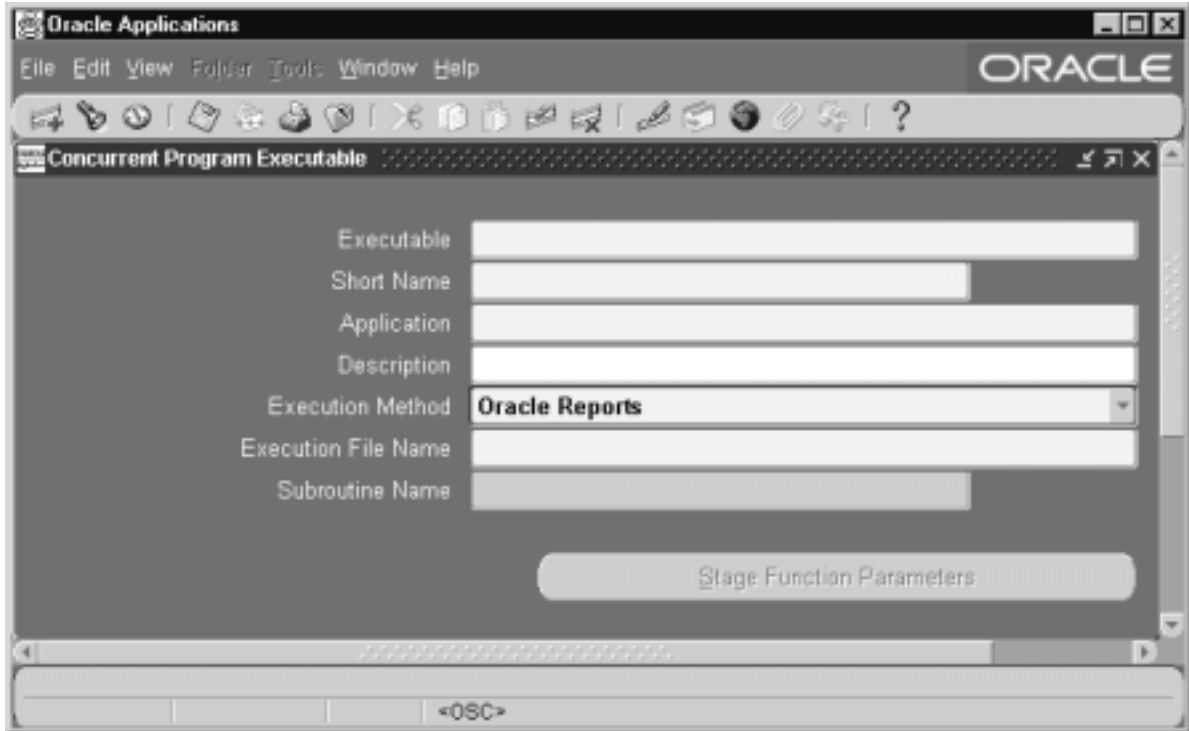 Oracle Applications
File Edit View Folder Tools Window Help
ORACLE
?
Concurrent Program Executable
Executable
Short Name
Application
Description
Execution Method Oracle Reports
Execution File Name
Subroutine Name
Stage Function Parameters
<OSC>